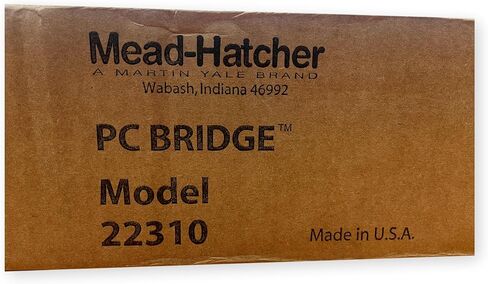 Mead-Hatcher
A MARTIN YALE BRAND
Wabash, Indiana 46992
PC BRIDGE™
Model
22310
Made in U.S.A.